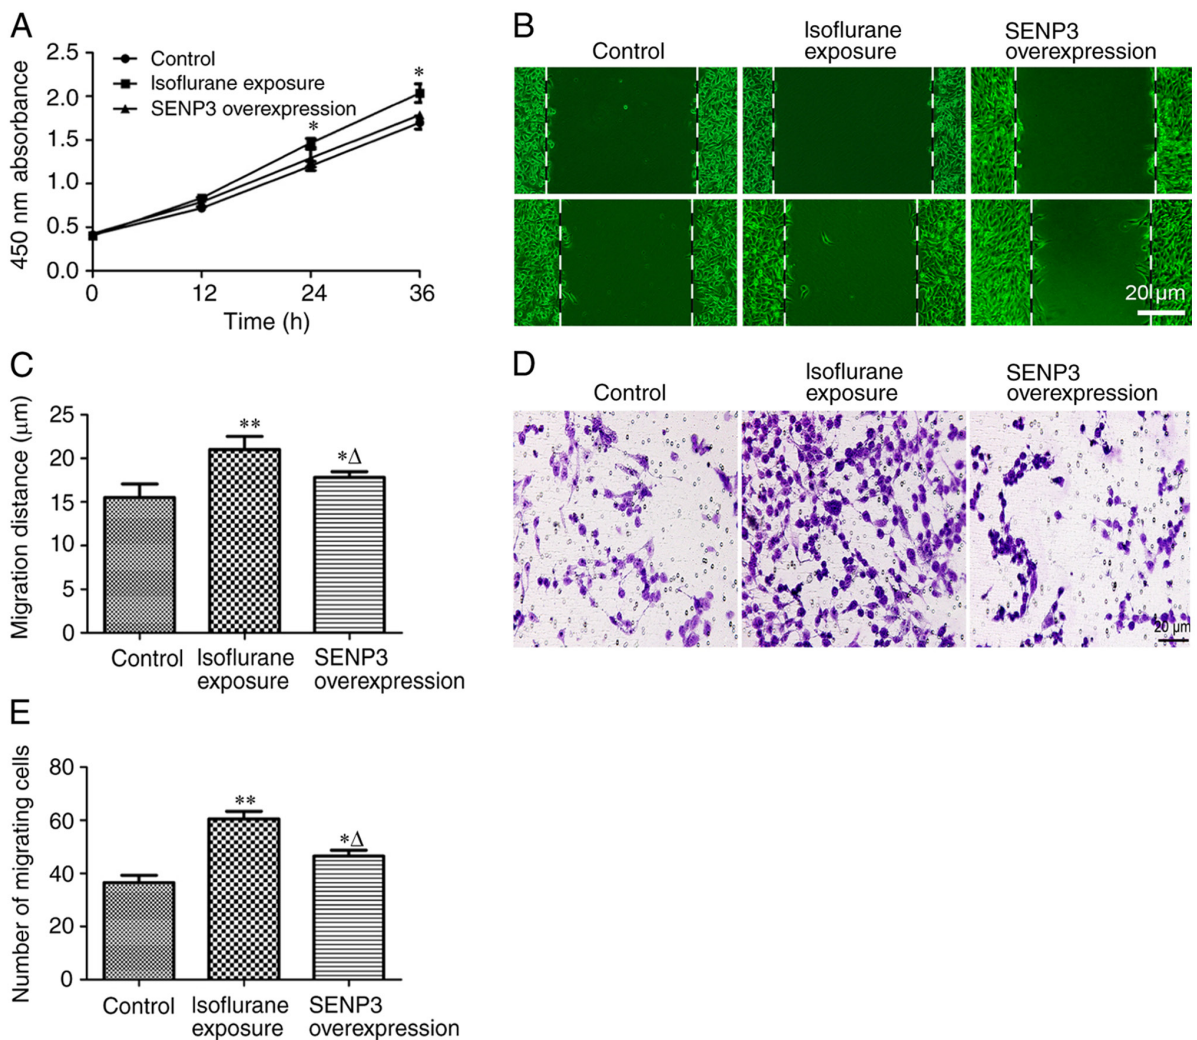 A
2.5
2.0
1.5
1.0
0.5
0.0
450 nm absorbance
Control
Isoflurane exposure
SENP3 overexpression
*
*
0 12 24 36
Time (h)
B
Control
Isoflurane
exposure
SENP3
overexpression
20 µm
C
25
20
15
10
5
0
Migration distance (µm)
**
*Δ
Control
Isoflurane
exposure
SENP3
overexpression
D
Control
Isoflurane
exposure
SENP3
overexpression
20 µm
E
80
60
40
20
0
Number of migrating cells
**
*Δ
Control
Isoflurane
exposure
SENP3
overexpression